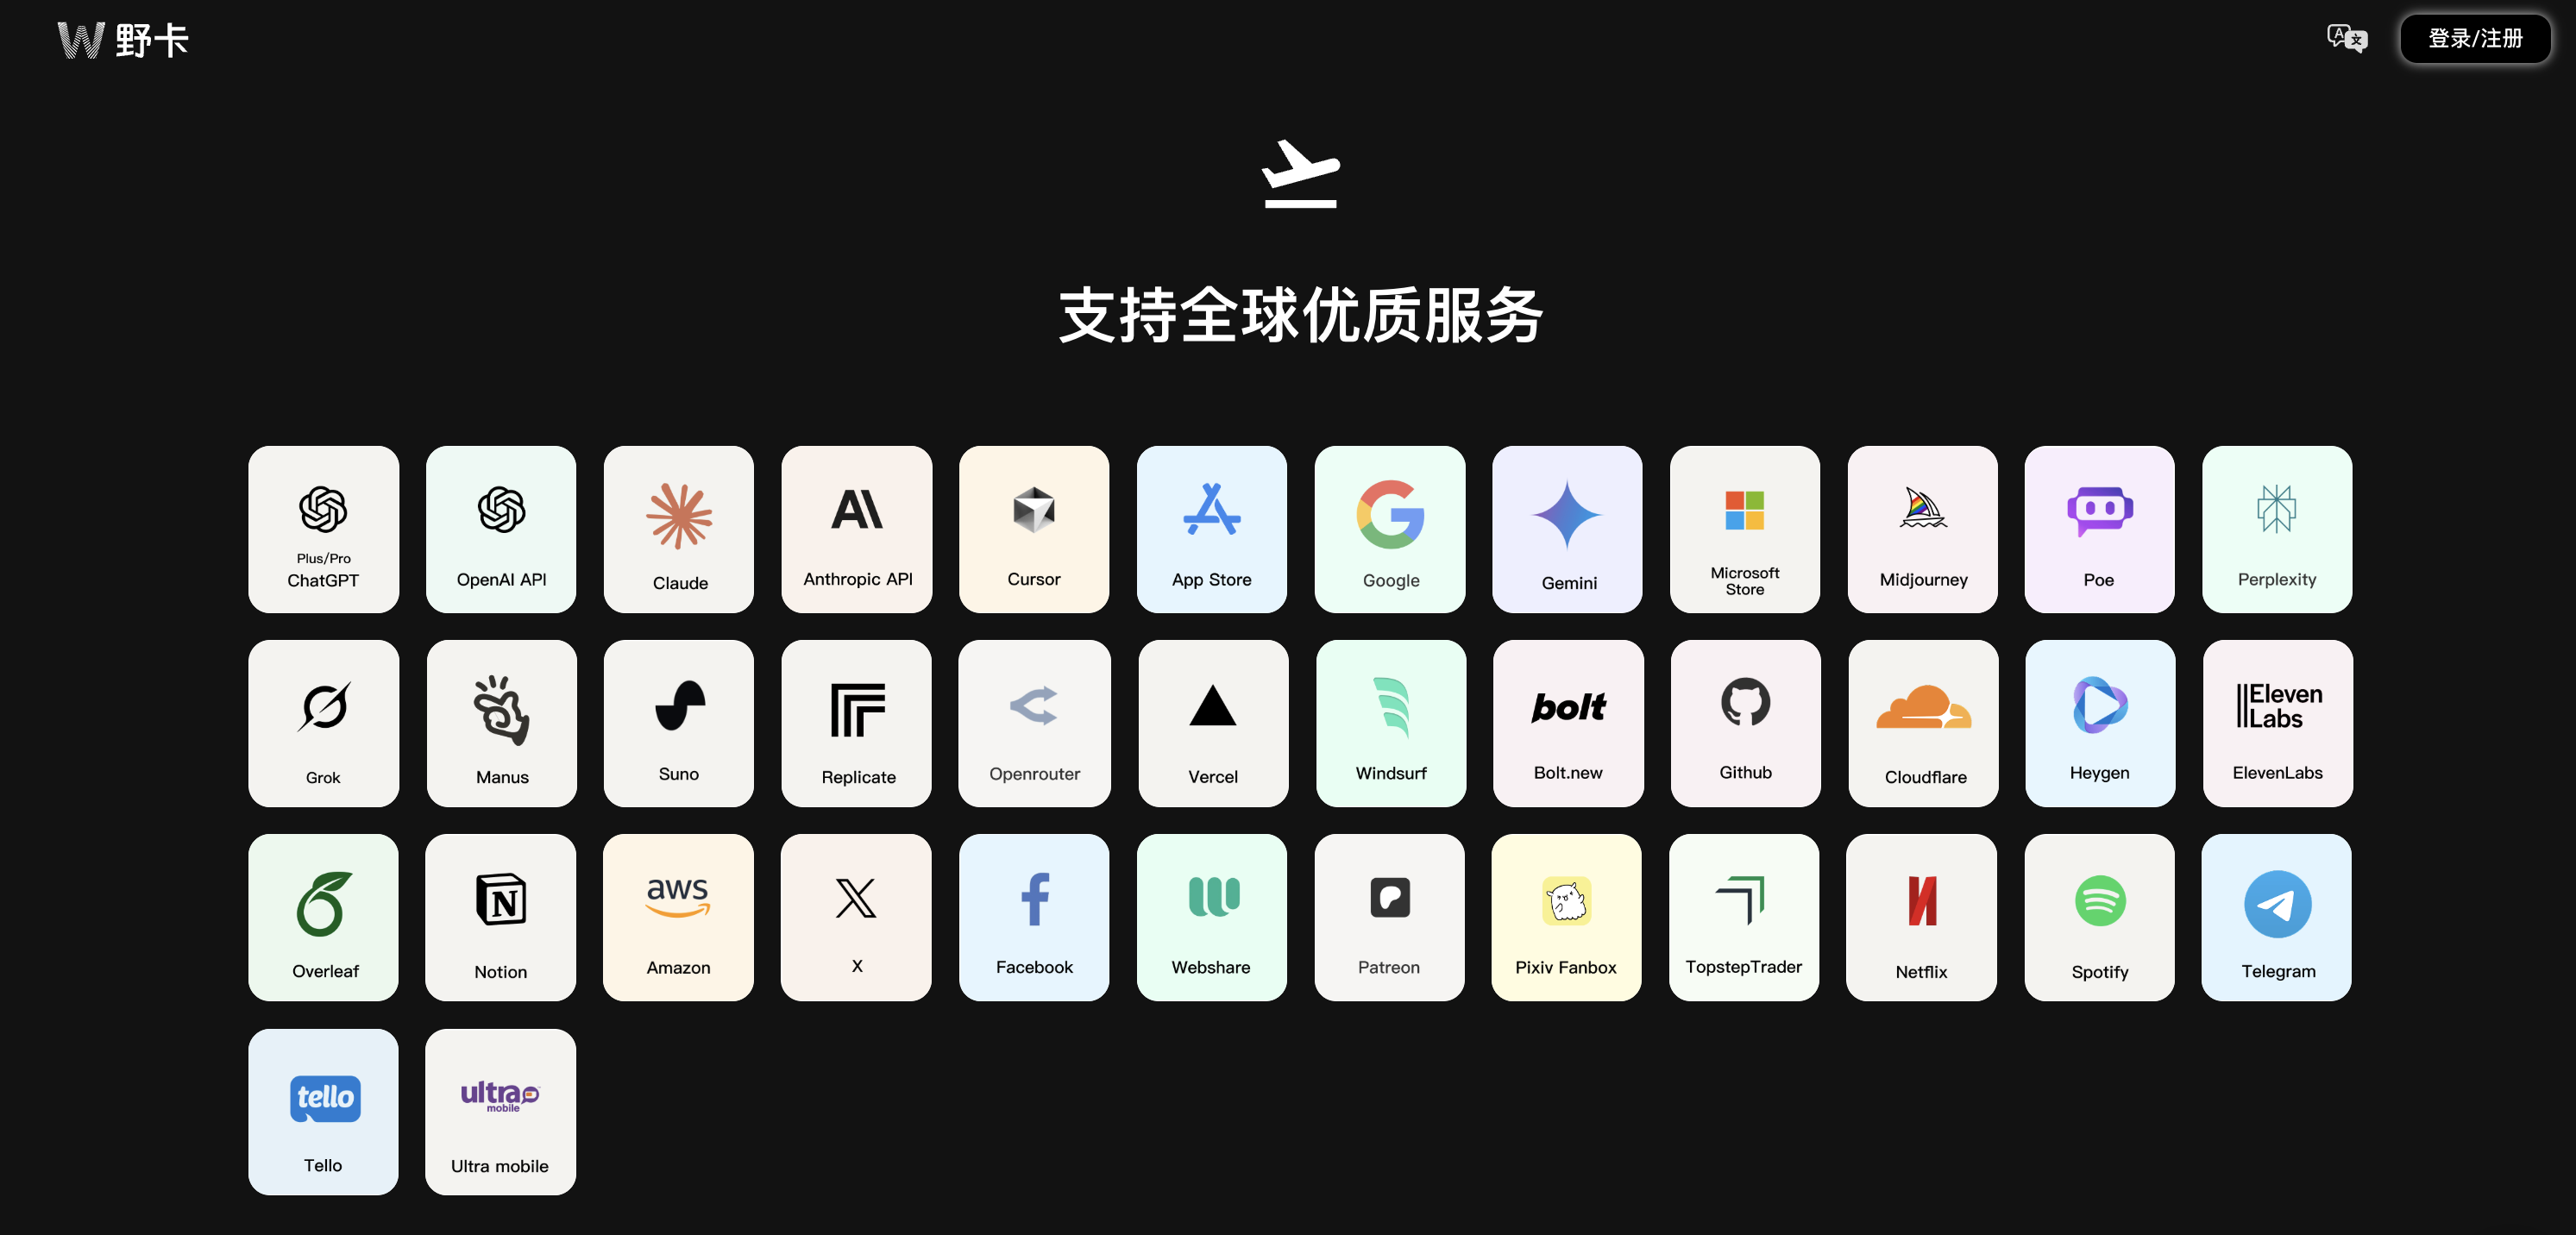 W 野卡
A 文
登录/注册
支持全球优质服务
Plus/Pro
ChatGPT
OpenAI API
Claude
Anthropic API
Cursor
App Store
Google
Gemini
Microsoft
Store
Midjourney
Poe
Perplexity
Grok
Manus
Suno
Replicate
Openrouter
Vercel
Windsurf
bolt
Bolt.new
Github
Cloudflare
Heygen
Eleven
Labs
ElevenLabs
Overleaf
N
Notion
aws
Amazon
X
Facebook
Webshare
Patreon
Pixiv Fanbox
TopstepTrader
Netflix
Spotify
Telegram
tello
Tello
ultra
mobile
Ultra mobile